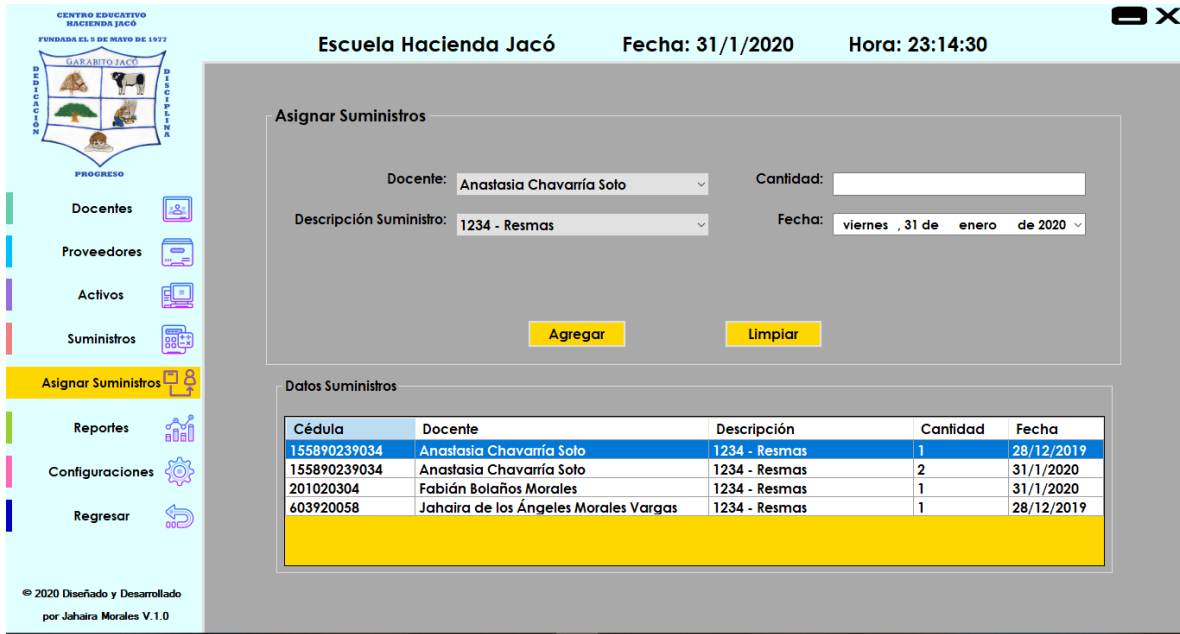 CENTRO EDUCATIVO
HACIENDA JACÓ
FUNDADA EL 5 DE MAYO DE 1977
GARABITO JACÓ
DEDICACIÓN
DISCIPLINA
PROGRESO
Escuela Hacienda Jacó Fecha: 31/1/2020 Hora: 23:14:30
Docentes
Proveedores
Activos
Suministros
Asignar Suministros
Reportes
Configuraciones
Regresar
© 2020 Diseñado y Desarrollado
por Jahaira Morales V.1.0
Asignar Suministros
Docente: Anastasia Chavarría Soto Cantidad:
Descripción Suministro: 1234 - Resmas Fecha: viernes , 31 de enero de 2020
Agregar Limpiar
Datos Suministros
Cédula Docente Descripción Cantidad Fecha
155890239034 Anastasia Chavarría Soto 1234 - Resmas 1 28/12/2019
155890239034 Anastasia Chavarría Soto 1234 - Resmas 2 31/1/2020
201020304 Fabián Bolaños Morales 1234 - Resmas 1 31/1/2020
603920058 Jahaira de los Ángeles Morales Vargas 1234 - Resmas 1 28/12/2019